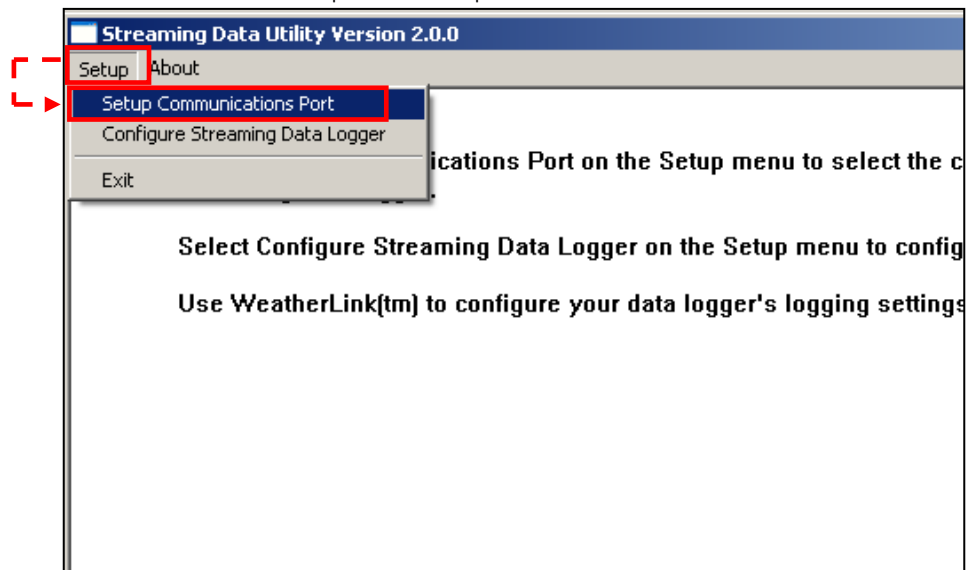 Streaming Data Utility Version 2.0.0
Setup About
Setup Communications Port
Configure Streaming Data Logger
ications Port on the Setup menu to select the c
Exit
Select Configure Streaming Data Logger on the Setup menu to config
Use WeatherLink(tm) to configure your data logger's logging settings